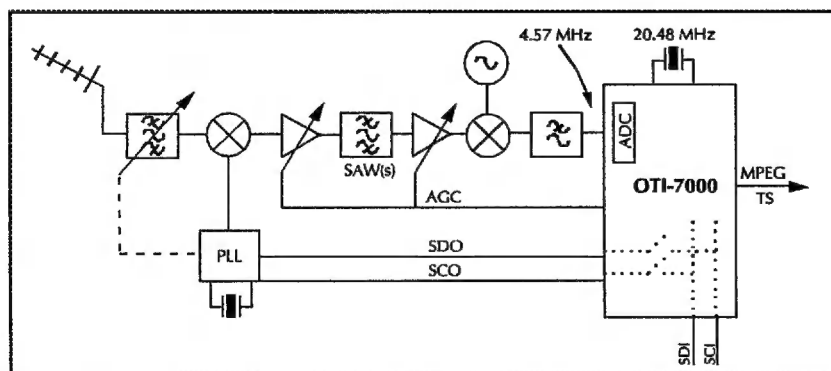 4.57 MHz
20.48 MHz
ADC
SAW(s)
OTI-7000
MPEG
TS
AGC
PLL
SDO
SCO
SDI
SCI